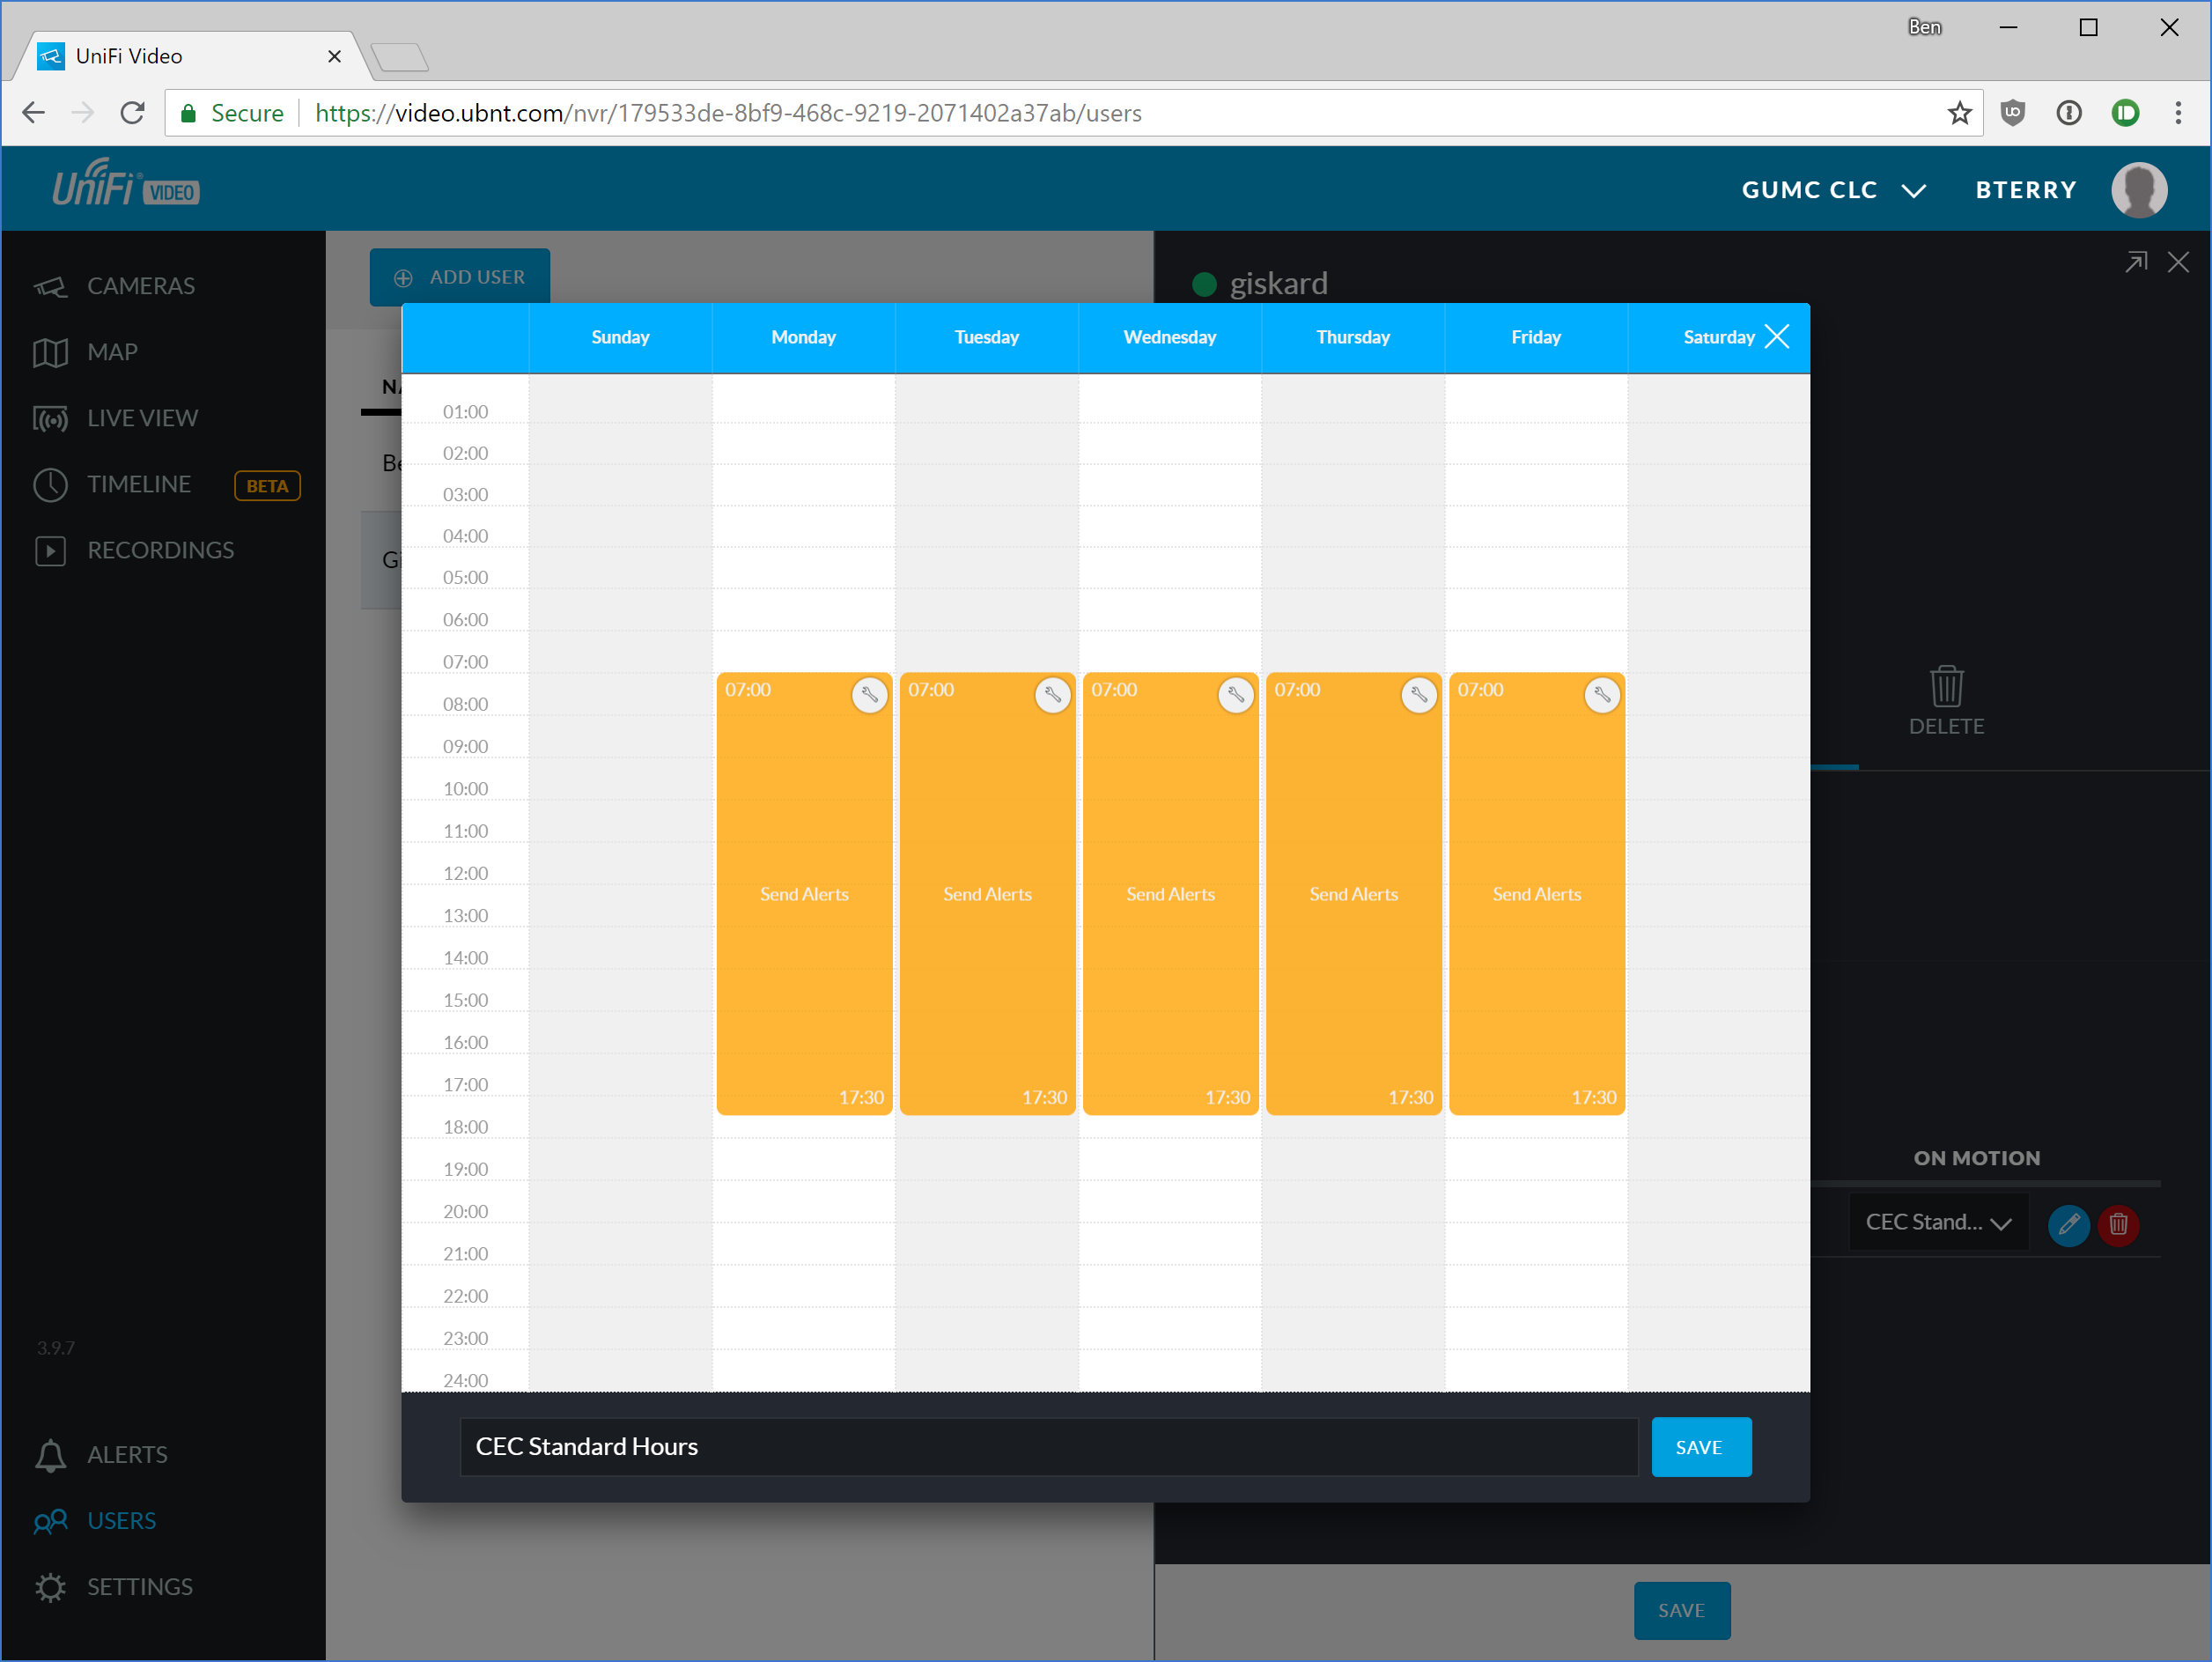 Ben
UniFi Video
Secure
https://video.ubnt.com/nvr/179533de-8bf9-468c-9219-2071402a37ab/users
UniFi VIDEO
GUMC CLC
BTERRY
CAMERAS
MAP
LIVE VIEW
TIMELINE BETA
RECORDINGS
3.9.7
ALERTS
USERS
SETTINGS
ADD USER
NA
Be
Gi
giskard
DELETE
ON MOTION
CEC Stand...
SAVE
Sunday Monday Tuesday Wednesday Thursday Friday Saturday
01:00
02:00
03:00
04:00
05:00
06:00
07:00
08:00
09:00
10:00
11:00
12:00
13:00
14:00
15:00
16:00
17:00
18:00
19:00
20:00
21:00
22:00
23:00
24:00
07:00 07:00 07:00 07:00 07:00
Send Alerts Send Alerts Send Alerts Send Alerts Send Alerts
17:30 17:30 17:30 17:30 17:30
CEC Standard Hours
SAVE